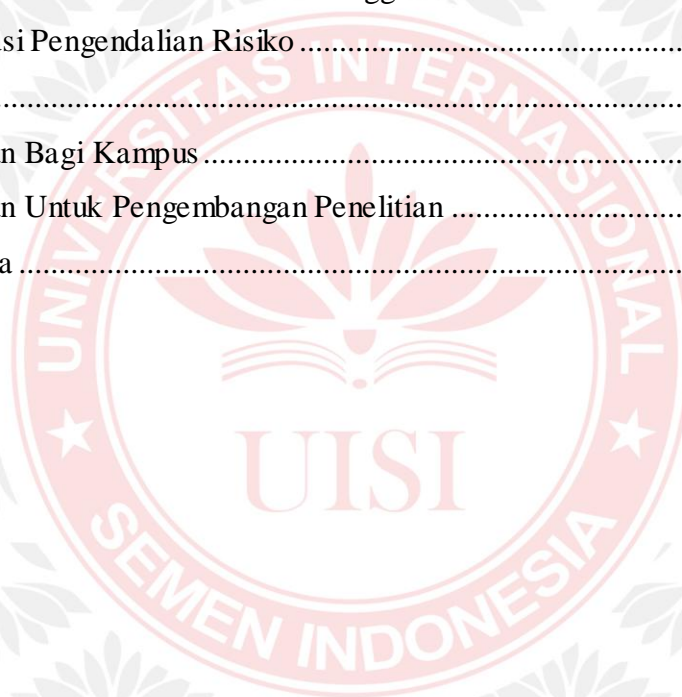 si Pengendalian Risiko ........................................................
........................................................................................................
n Bagi Kampus .......................................................................
n Untuk Pengembangan Penelitian ..................................
a ....................................................................................................
UNIVERSITAS INTERNASIONAL
UISI
SEMEN INDONESIA